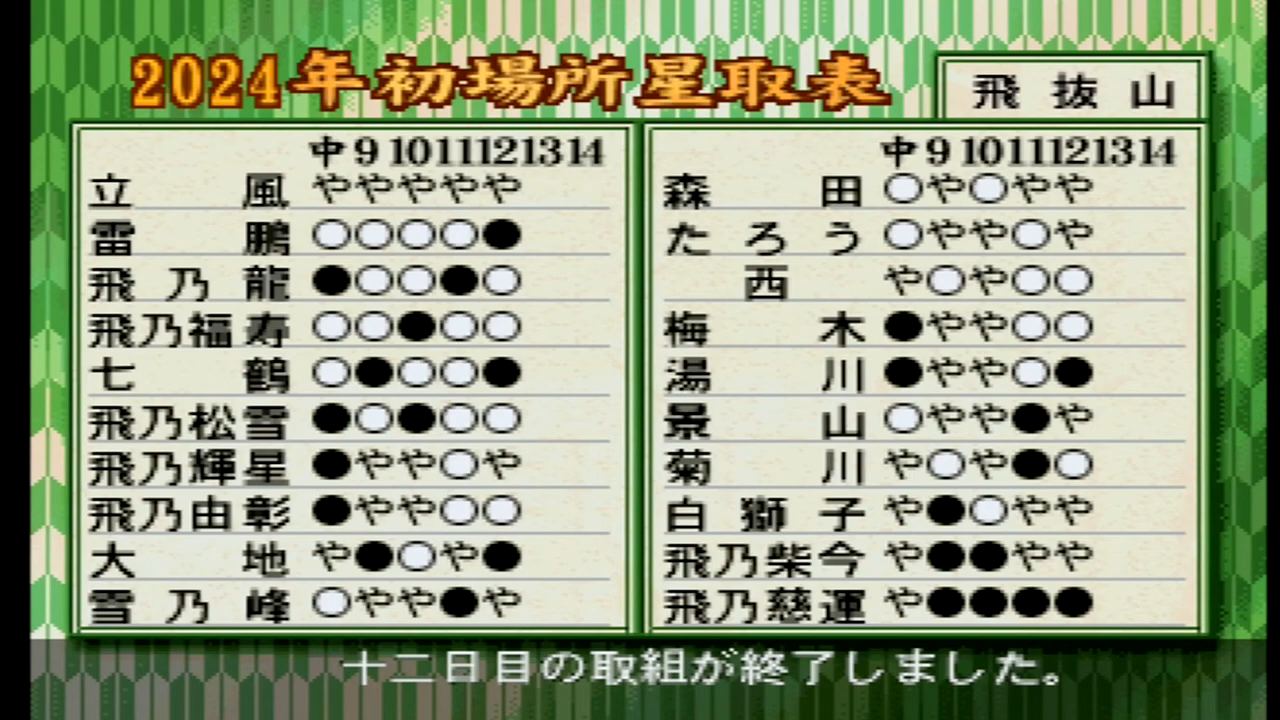 2024年初場所星取表
飛抜山
中 9 10 11 12 13 14
立風 ややややや
雷鵬 ○○○○●
飛乃龍 ●○○●○
飛乃福寿 ○○●○○
七鶴 ○●○○●
飛乃松雪 ●○●○○
飛乃輝星 ●やや○や
飛乃由彰 ●やや○○
大地 や●○や●
雪乃峰 ○やや●や
中 9 10 11 12 13 14
森田 ○や○やや
たろう ○やや○や
西 や○や○○
梅木 ●やや○○
湯川 ●やや○●
景山 ○やや●や
菊川 や○や●○
白獅子 や●○やや
飛乃柴今 や●●やや
飛乃慈運 や●●●●
十二日目の取組が終了しました。